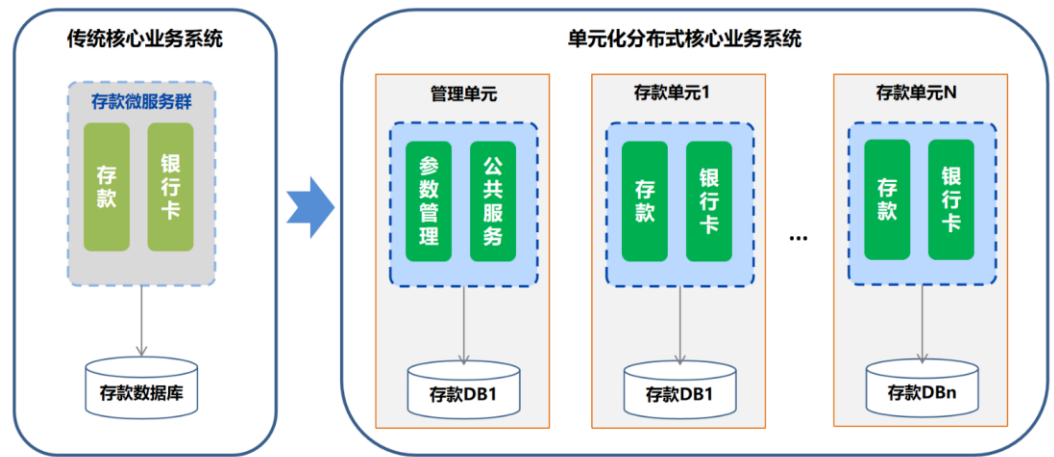 传统核心业务系统
存款微服务群
存款
银行卡
存款数据库
单元化分布式核心业务系统
管理单元
参数管理
公共服务
存款DB1
存款单元1
存款
银行卡
存款DB1
...
存款单元N
存款
银行卡
存款DBn